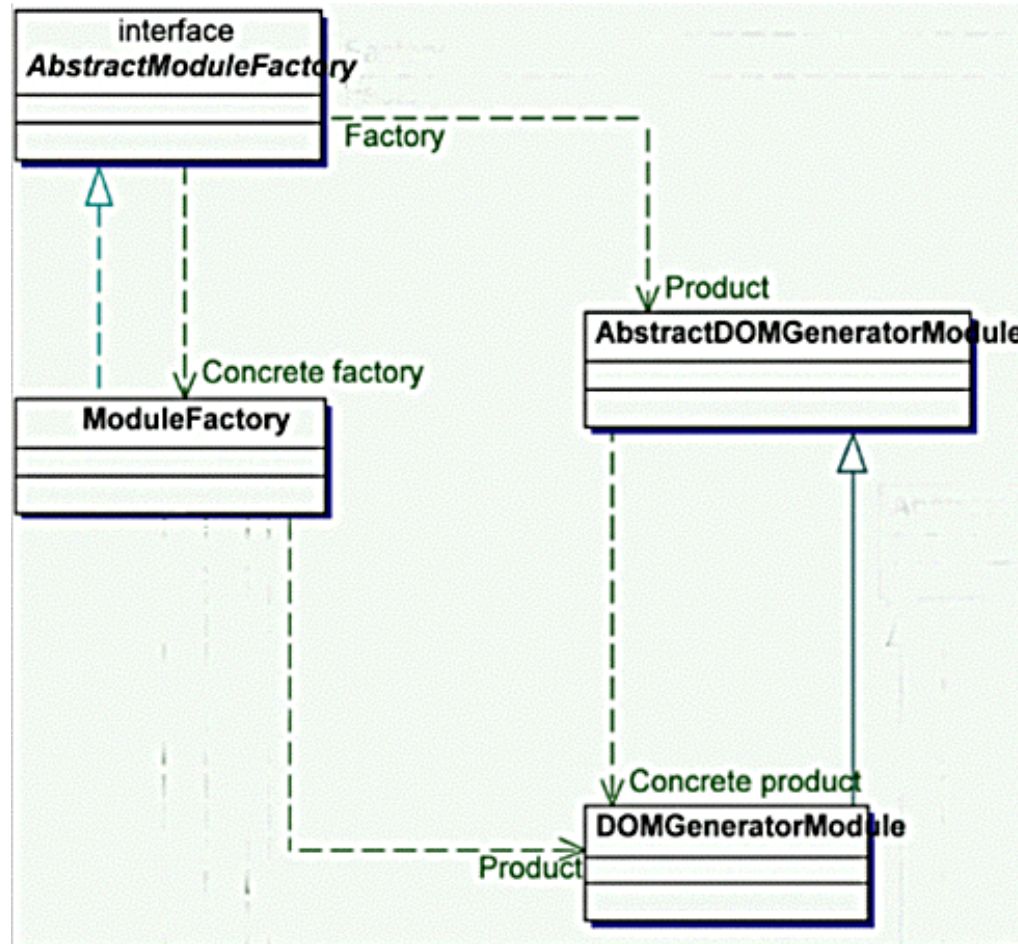 interface
AbstractModuleFactory
Factory
Product
AbstractDOMGeneratorModule
Concrete factory
ModuleFactory
Concrete product
DOMGeneratorModule
Product